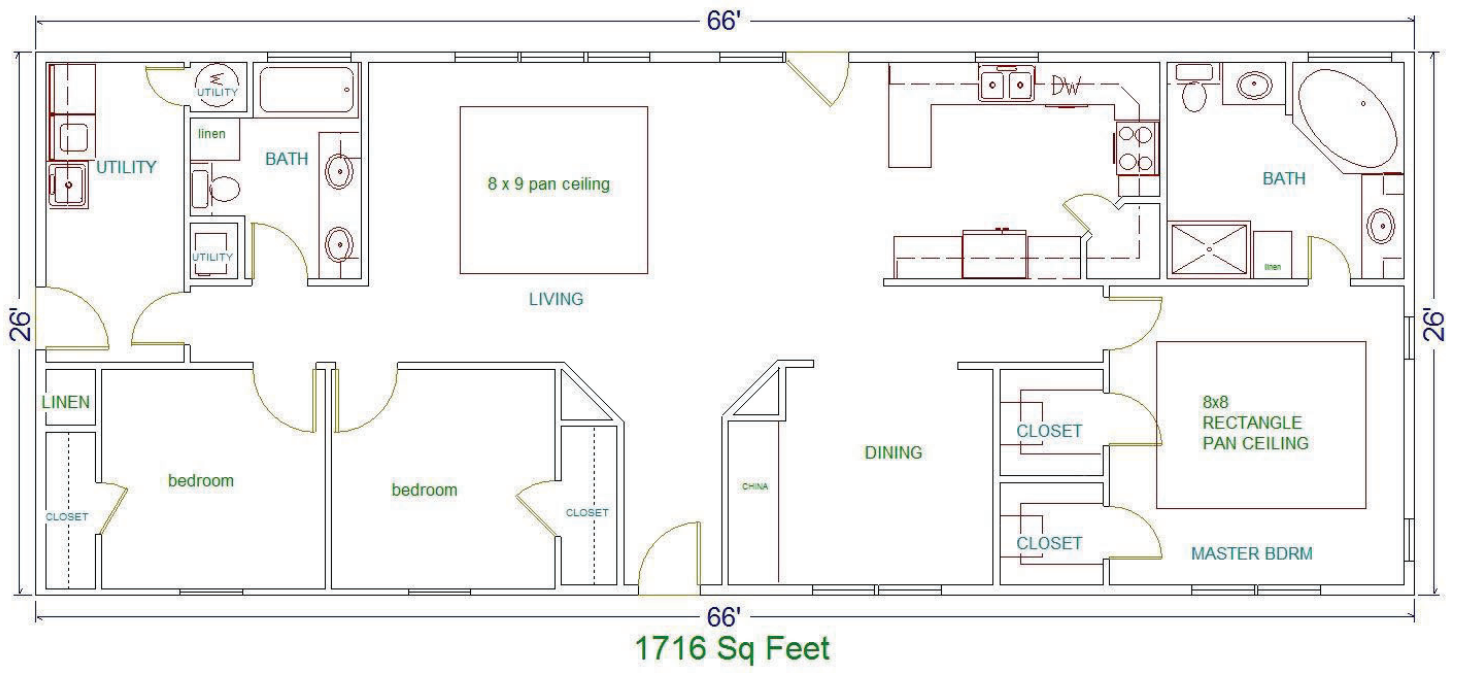 66'
W
UTILITY
linen
BATH
UTILITY
UTILITY
8 x 9 pan ceiling
LIVING
DW
BATH
linen
26'
26'
LINEN
CLOSET
bedroom
bedroom
CLOSET
CHINA
DINING
CLOSET
CLOSET
8x8
RECTANGLE
PAN CEILING
MASTER BDRM
66'
1716 Sq Feet